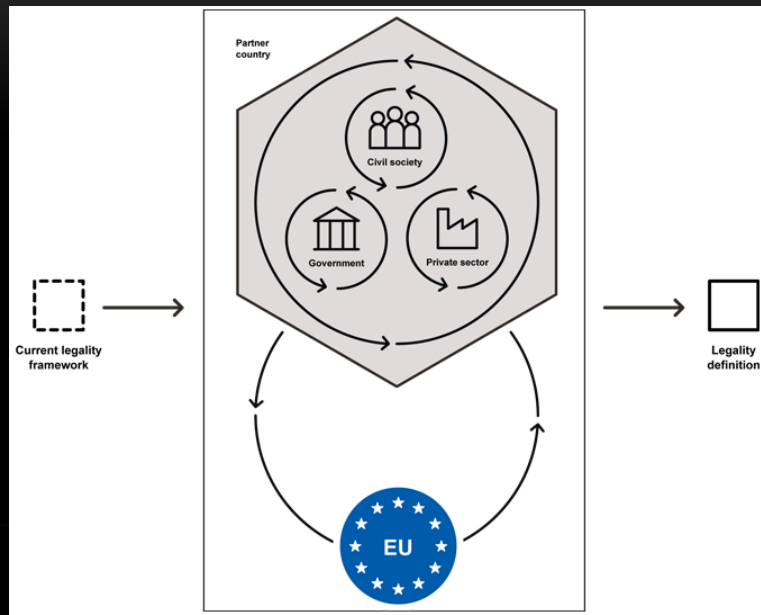 Partner
country
Civil society
Government
Private sector
Current legality
framework
Legality
definition
EU